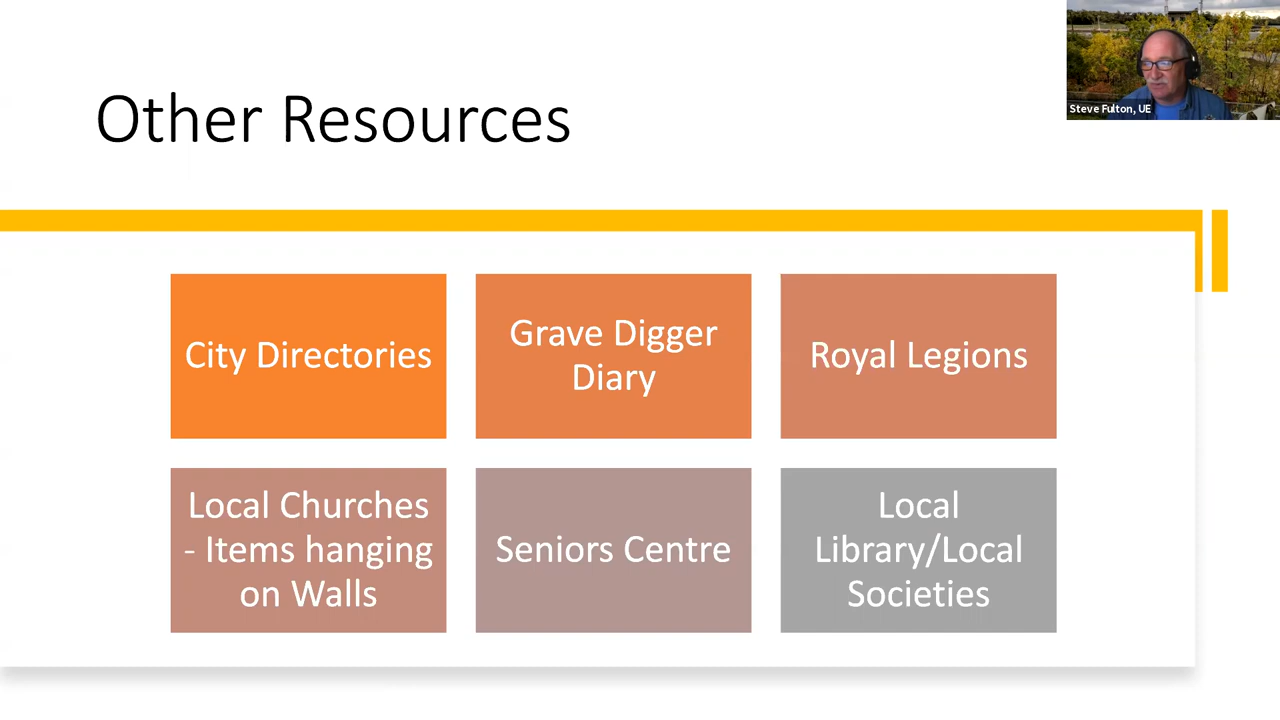 Other Resources
Steve Fulton, UE
City Directories
Grave Digger
Diary
Royal Legions
Local Churches
- Items hanging
on Walls
Seniors Centre
Local
Library/Local
Societies